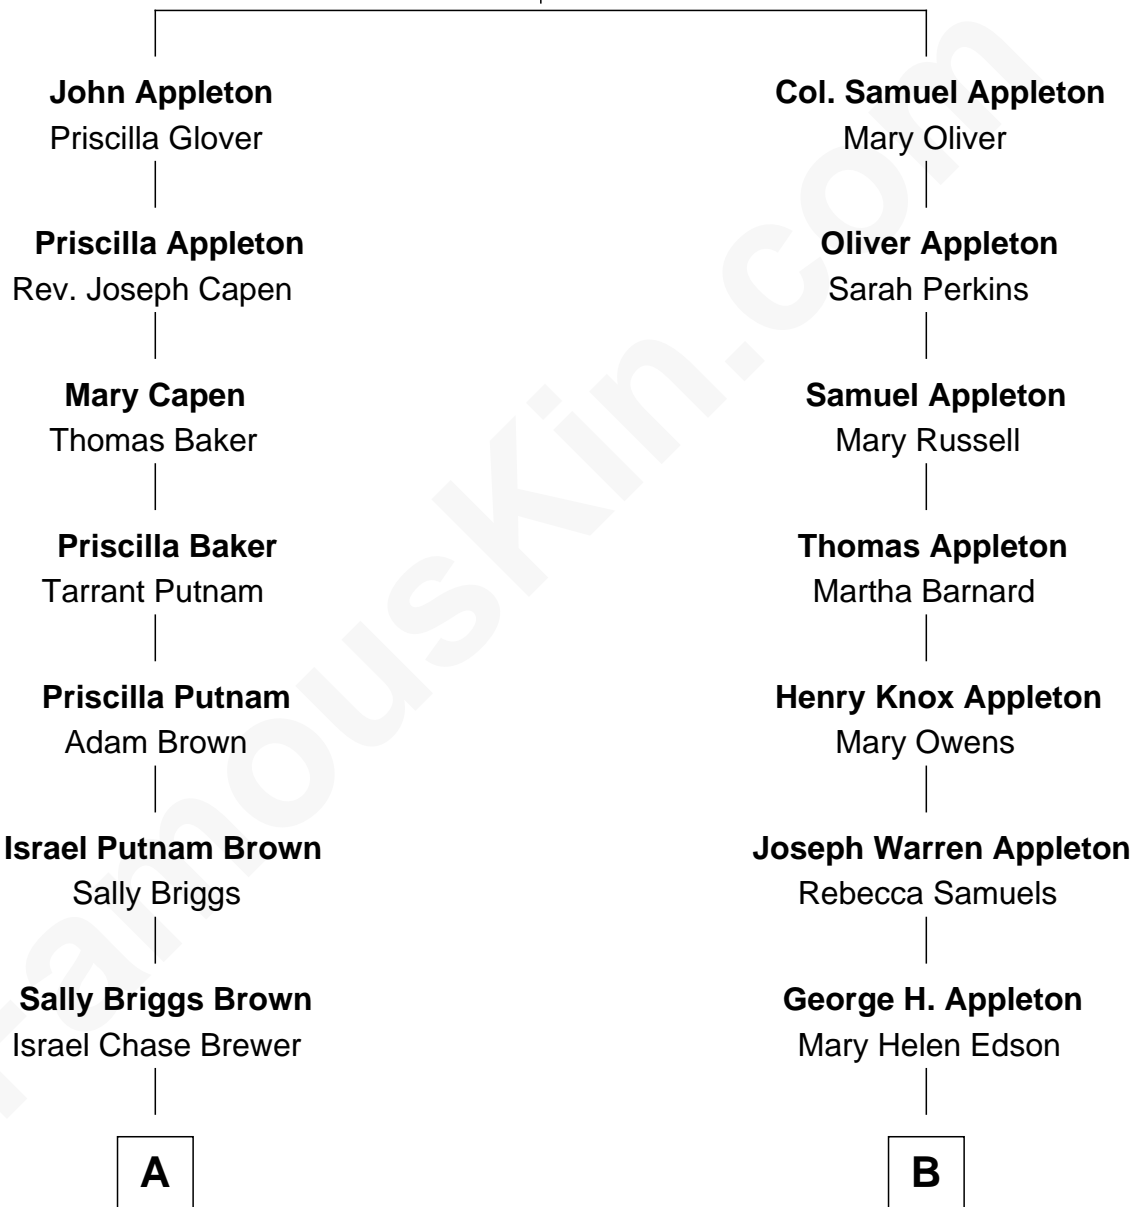 John Appleton
Priscilla Glover
Priscilla Appleton
Rev. Joseph Capen
Mary Capen
Thomas Baker
Priscilla Baker
Tarrant Putnam
Priscilla Putnam
Adam Brown
Israel Putnam Brown
Sally Briggs
Sally Briggs Brown
Israel Chase Brewer
A
Col. Samuel Appleton
Mary Oliver
Oliver Appleton
Sarah Perkins
Samuel Appleton
Mary Russell
Thomas Appleton
Martha Barnard
Henry Knox Appleton
Mary Owens
Joseph Warren Appleton
Rebecca Samuels
George H. Appleton
Mary Helen Edson
B
FamousKin.com